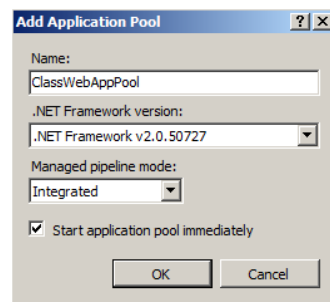 Add Application Pool
Name:
ClassWebAppPool
.NET Framework version:
.NET Framework v2.0.50727
Managed pipeline mode:
Integrated
Start application pool immediately
OK Cancel